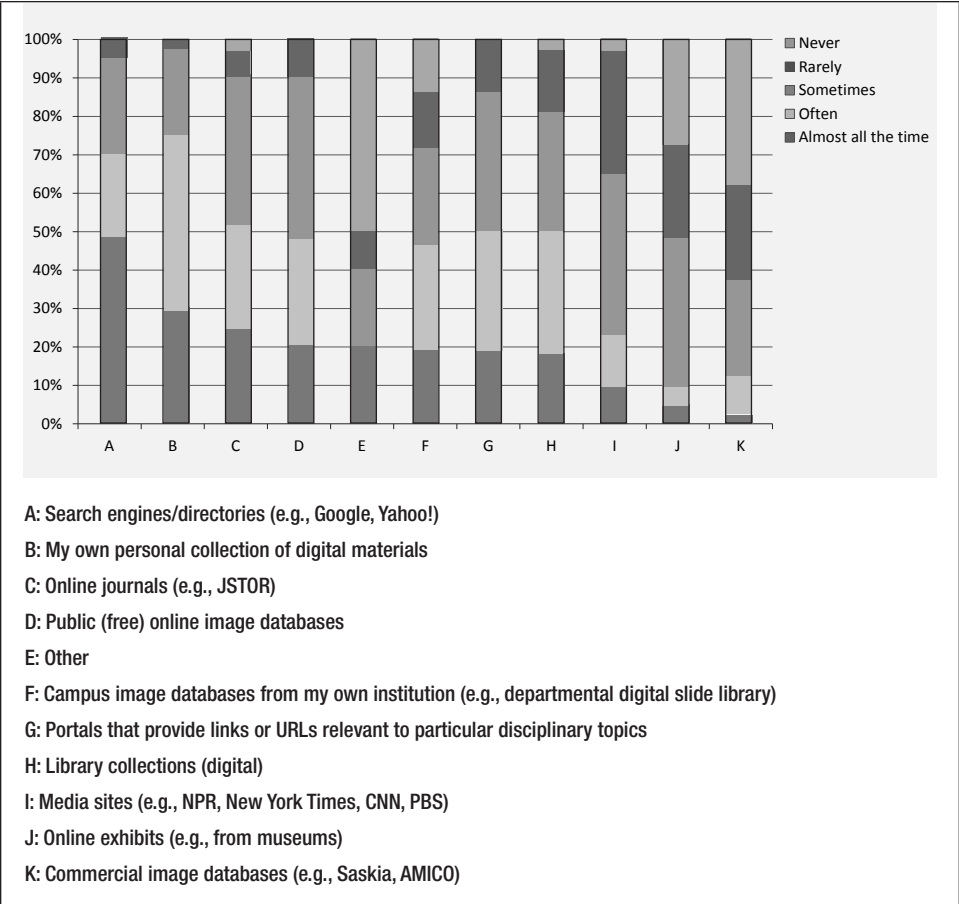 100%
90%
80%
70%
60%
50%
40%
30%
20%
10%
0%
A B C D E F G H I J K
Never
Rarely
Sometimes
Often
Almost all the time
A: Search engines/directories (e.g., Google, Yahoo!)
B: My own personal collection of digital materials
C: Online journals (e.g., JSTOR)
D: Public (free) online image databases
E: Other
F: Campus image databases from my own institution (e.g., departmental digital slide library)
G: Portals that provide links or URLs relevant to particular disciplinary topics
H: Library collections (digital)
I: Media sites (e.g., NPR, New York Times, CNN, PBS)
J: Online exhibits (e.g., from museums)
K: Commercial image databases (e.g., Saskia, AMICO)